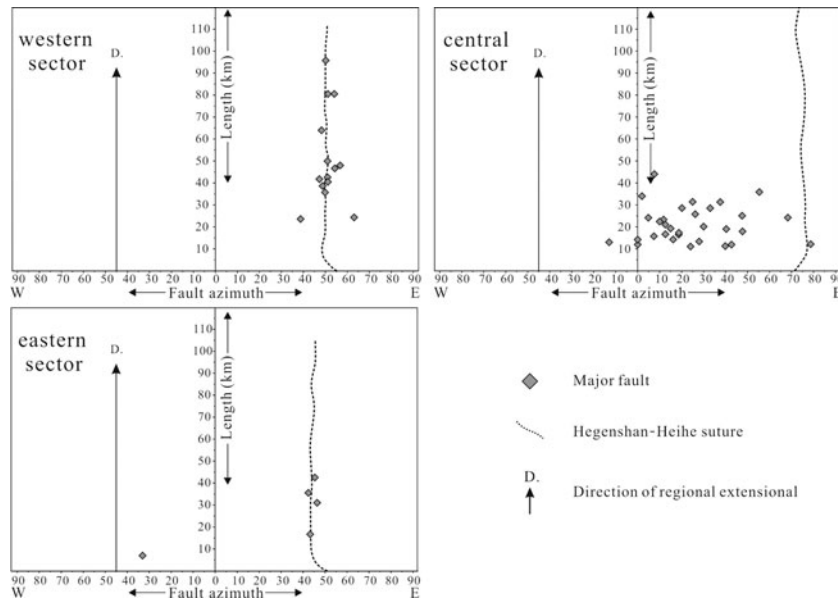 western
sector
D.
Length (km)
110
100
90
80
70
60
50
40
30
20
10
90 80 70 60 50 40 30 20 10 0 10 20 30 40 50 60 70 80 90
W Fault azimuth E
central
sector
D.
Length (km)
110
100
90
80
70
60
50
40
30
20
10
90 80 70 60 50 40 30 20 10 0 10 20 30 40 50 60 70 80 90
W Fault azimuth E
eastern
sector
D.
Length (km)
110
100
90
80
70
60
50
40
30
20
10
90 80 70 60 50 40 30 20 10 0 10 20 30 40 50 60 70 80 90
W Fault azimuth E
Major fault
Hegenshan-Heihe suture
D.
Direction of regional extensional